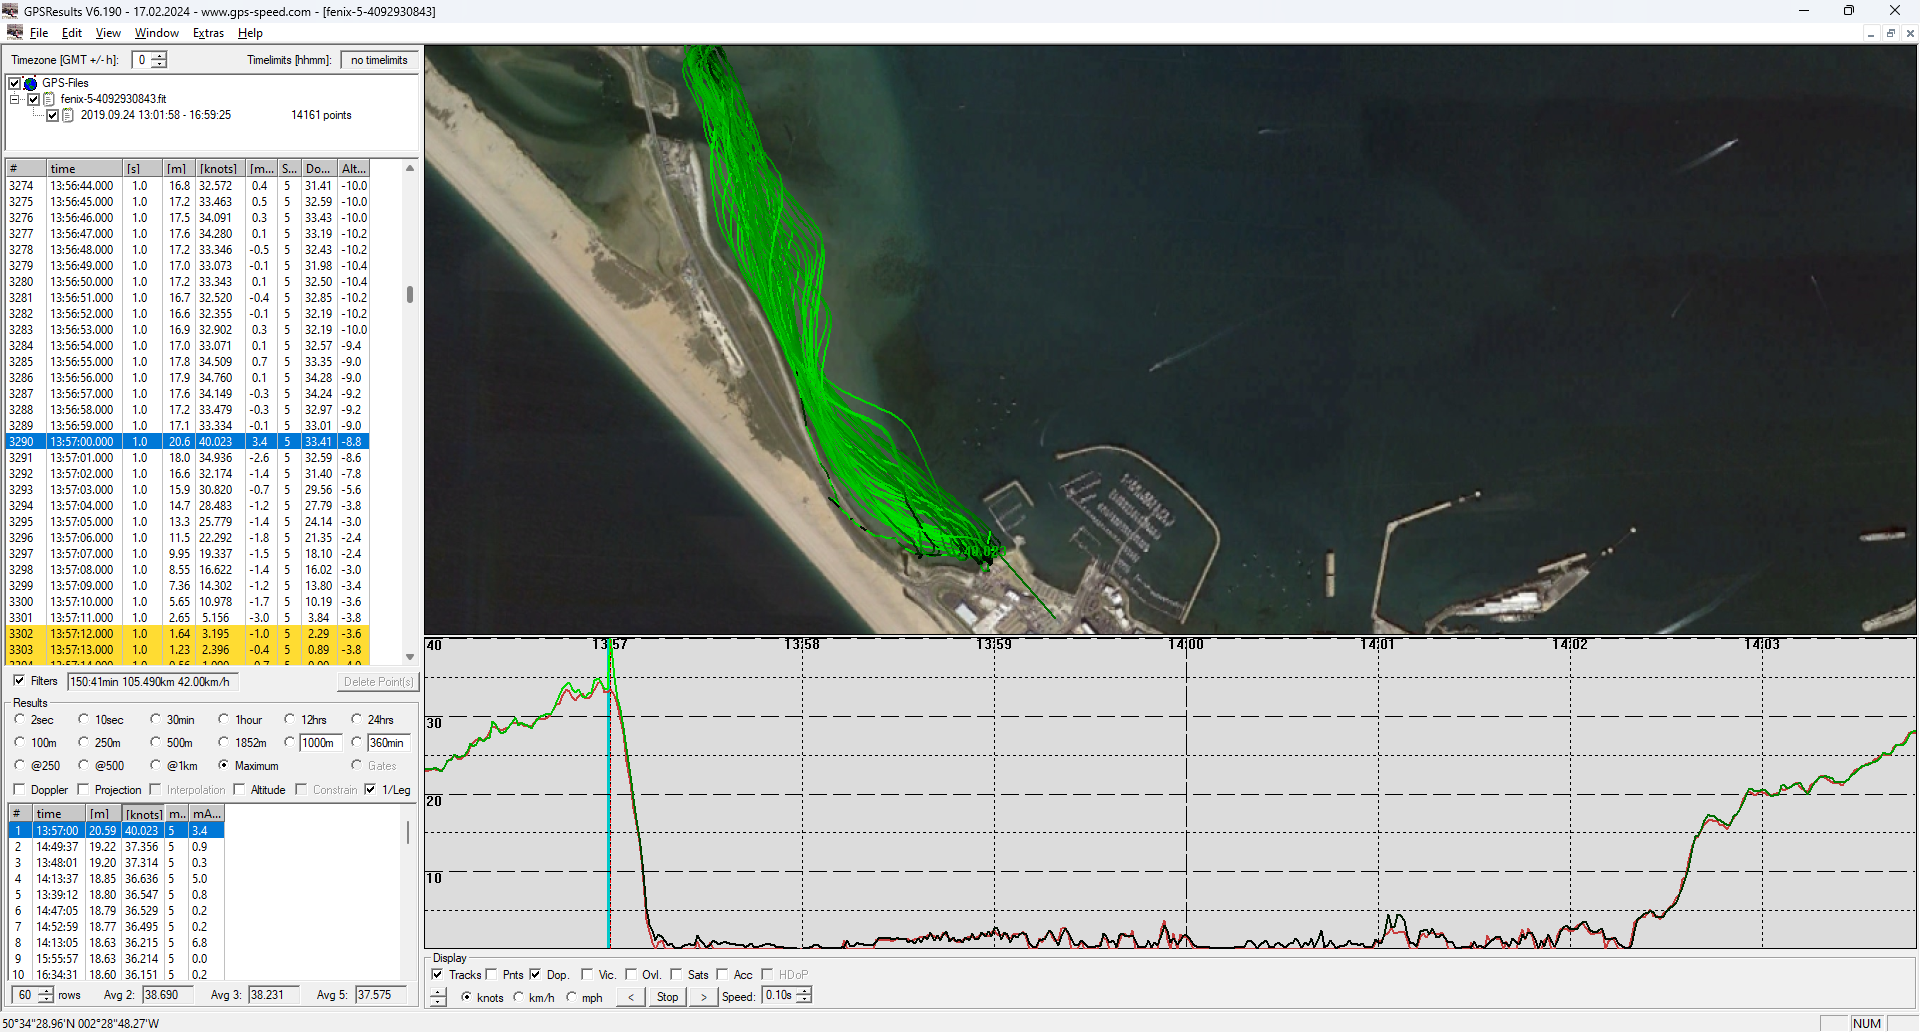 GPSResults V6.190 - 17.02.2024 - www.gps-speed.com - [fenix-5-4092930843]
File Edit View Window Extras Help
Timezone [GMT +/- h]: 0 Timelimits [hhmm]: no timelimits
GPS-Files
fenix-5-4092930843.fit
2019.09.24 13:01:58 - 16:59:25 14161 points
# time [s] [m] [knots] [m... S... Do... Alt...
3274 13:56:44.000 1.0 16.8 32.572 0.4 5 31.41 -10.0
3275 13:56:45.000 1.0 17.2 33.463 0.5 5 32.59 -10.0
3276 13:56:46.000 1.0 17.5 34.091 0.3 5 33.43 -10.0
3277 13:56:47.000 1.0 17.6 34.280 0.1 5 33.19 -10.2
3278 13:56:48.000 1.0 17.2 33.346 -0.5 5 32.43 -10.2
3279 13:56:49.000 1.0 17.0 33.073 -0.1 5 31.98 -10.4
3280 13:56:50.000 1.0 17.2 33.343 0.1 5 32.50 -10.4
3281 13:56:51.000 1.0 16.7 32.520 -0.4 5 32.85 -10.2
3282 13:56:52.000 1.0 16.6 32.355 -0.1 5 32.19 -10.2
3283 13:56:53.000 1.0 16.9 32.902 0.3 5 32.19 -10.0
3284 13:56:54.000 1.0 17.0 33.071 0.1 5 32.57 -9.4
3285 13:56:55.000 1.0 17.8 34.509 0.7 5 33.35 -9.0
3286 13:56:56.000 1.0 17.9 34.760 0.1 5 34.28 -9.0
3287 13:56:57.000 1.0 17.6 34.149 -0.3 5 34.24 -9.2
3288 13:56:58.000 1.0 17.2 33.479 -0.3 5 32.97 -9.2
3289 13:56:59.000 1.0 17.1 33.334 -0.1 5 33.01 -9.0
3290 13:57:00.000 1.0 20.6 40.023 3.4 5 33.41 -8.8
3291 13:57:01.000 1.0 18.0 34.936 -2.6 5 32.59 -8.6
3292 13:57:02.000 1.0 16.6 32.174 -1.4 5 31.40 -7.8
3293 13:57:03.000 1.0 15.9 30.820 -0.7 5 29.56 -5.6
3294 13:57:04.000 1.0 14.7 28.483 -1.2 5 27.79 -3.8
3295 13:57:05.000 1.0 13.3 25.779 -1.4 5 24.14 -3.0
3296 13:57:06.000 1.0 11.5 22.292 -1.8 5 21.35 -2.4
3297 13:57:07.000 1.0 9.95 19.337 -1.5 5 18.10 -2.4
3298 13:57:08.000 1.0 8.55 16.622 -1.4 5 16.02 -3.0
3299 13:57:09.000 1.0 7.36 14.302 -1.2 5 13.80 -3.4
3300 13:57:10.000 1.0 5.65 10.978 -1.7 5 10.19 -3.6
3301 13:57:11.000 1.0 2.65 5.156 -3.0 5 3.84 -3.8
3302 13:57:12.000 1.0 1.64 3.195 -1.0 5 2.29 -3.6
3303 13:57:13.000 1.0 1.23 2.396 -0.4 5 0.89 -3.8
Filters 150:41min 105.490km 42.00km/h Delete Point(s)
Results
2sec 10sec 30min 1hour 12hrs 24hrs
100m 250m 500m 1852m 1000m 360min
@250 @500 @1km Maximum Gates
Doppler Projection Interpolation Altitude Constrain 1/Leg
# time [m] [knots] m.. mA...
1 13:57:00 20.59 40.023 5 3.4
2 14:49:37 19.22 37.356 5 0.9
3 13:48:01 19.20 37.314 5 0.3
4 14:13:37 18.85 36.636 5 5.0
5 13:39:12 18.80 36.547 5 0.8
6 14:47:05 18.79 36.529 5 0.2
7 14:52:59 18.77 36.495 5 0.2
8 14:13:05 18.63 36.215 5 6.8
9 15:55:57 18.63 36.214 5 0.0
10 16:34:31 18.60 36.151 5 0.2
60 rows Avg 2: 38.690 Avg 3: 38.231 Avg 5: 37.575
40.023
40 13:57 13:58 13:59 14:00 14:01 14:02 14:03
30
20
10
Display
Tracks Pnts Dop. Vic. Ovl. Sats Acc HDoP
knots km/h mph < Stop > Speed: 0.10s
50°34"28.96'N 002°28"48.27'W NUM